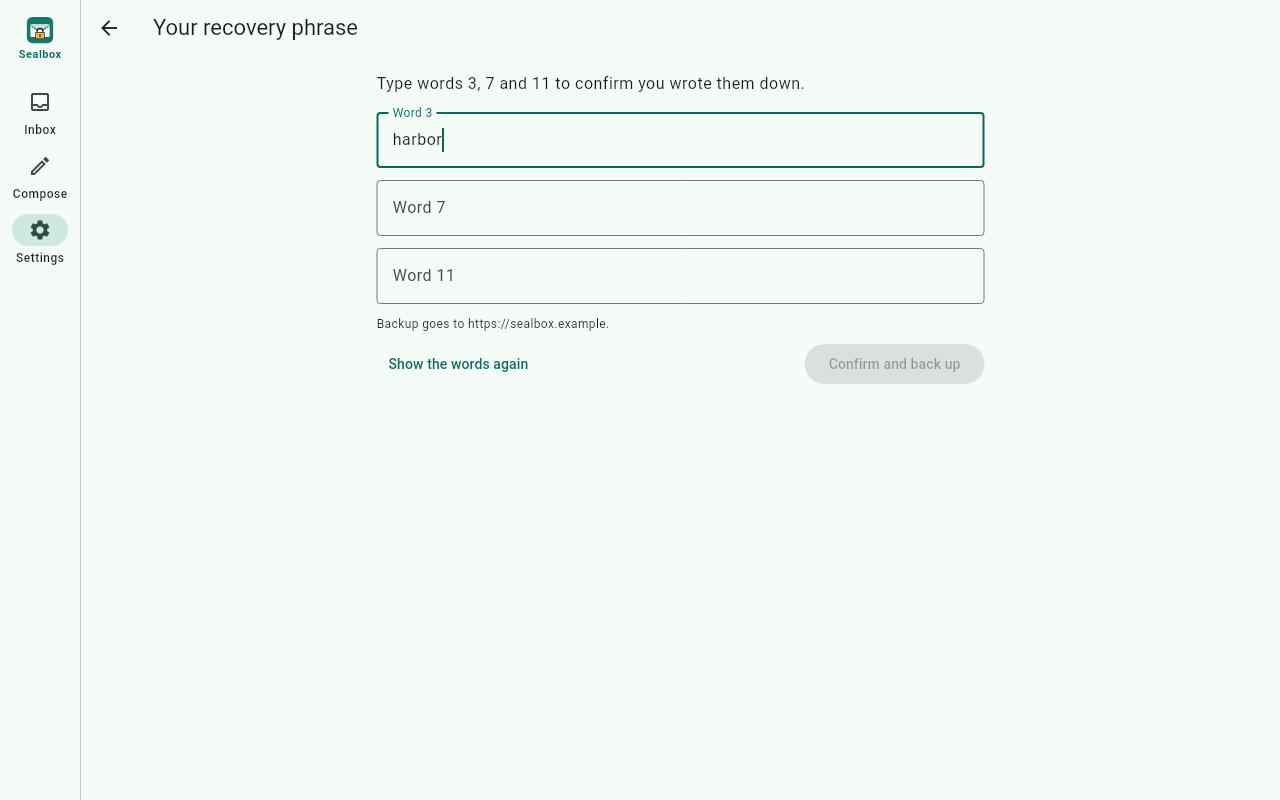 Sealbox
Inbox
Compose
Settings
Your recovery phrase
Type words 3, 7 and 11 to confirm you wrote them down.
Word 3
harbor
Word 7
Word 11
Backup goes to https://sealbox.example.
Show the words again
Confirm and back up